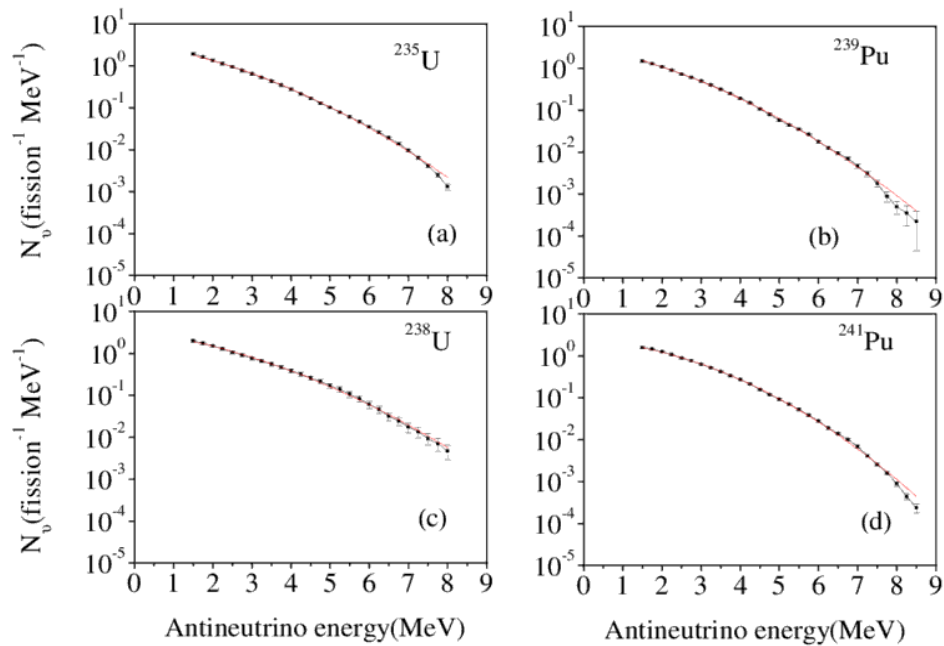 10^1
10^0
10^-1
10^-2
10^-3
10^-4
10^-5
N_υ(fission^-1 MeV^-1)
^235U
(a)
0 1 2 3 4 5 6 7 8 9
10^1
10^0
10^-1
10^-2
10^-3
10^-4
10^-5
^239Pu
(b)
0 1 2 3 4 5 6 7 8 9
10^1
10^0
10^-1
10^-2
10^-3
10^-4
10^-5
N_υ(fission^-1 MeV^-1)
^238U
(c)
0 1 2 3 4 5 6 7 8 9
Antineutrino energy(MeV)
10^1
10^0
10^-1
10^-2
10^-3
10^-4
10^-5
^241Pu
(d)
0 1 2 3 4 5 6 7 8 9
Antineutrino energy(MeV)